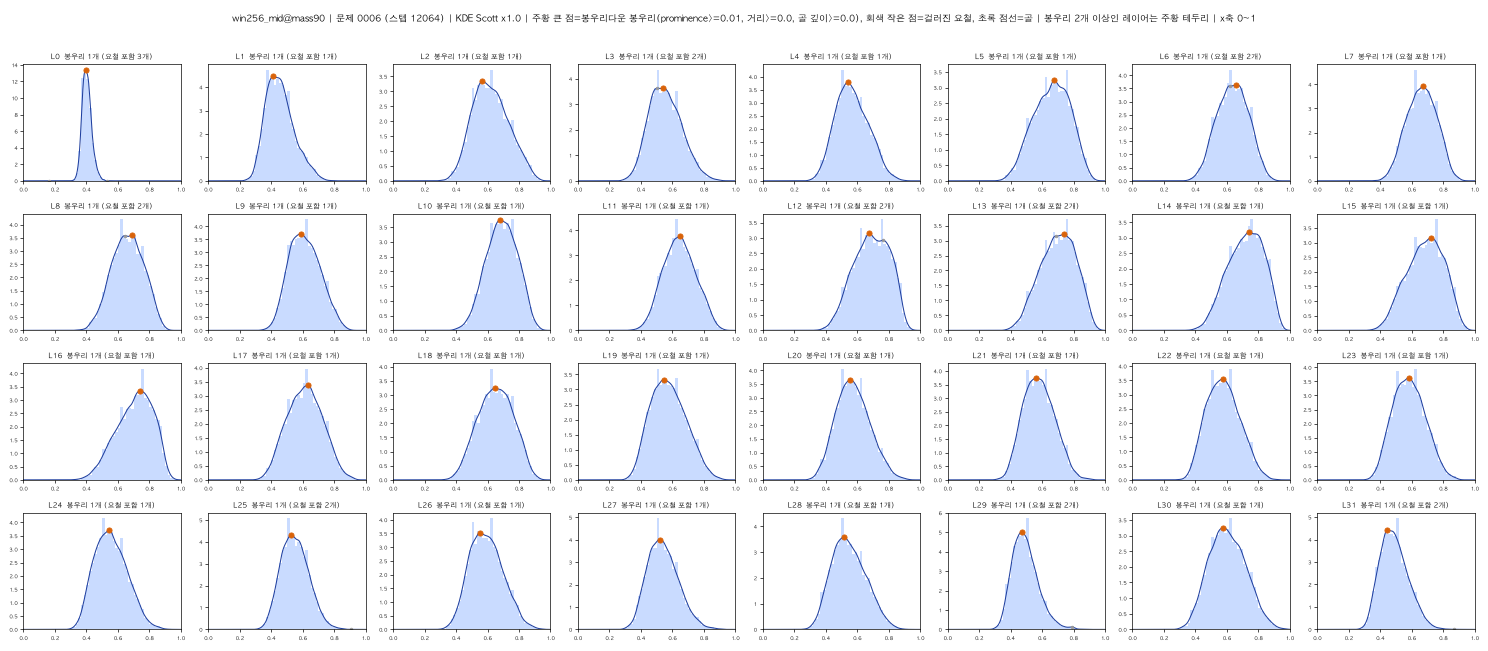 win256_mid@mass90 | 문제 0006 (스텝 12064) | KDE Scott x1.0 | 주황 큰 점=봉우리다운 봉우리(prominence>=0.01, 거리>=0.0, 골 깊이>=0.0), 회색 작은 점=걸러진 요철, 초록 점선=골 | 봉우리 2개 이상인 레이어는 주황 테두리 | x축 0~1
L0 봉우리 1개 (요철 포함 3개)
L1 봉우리 1개 (요철 포함 1개)
L2 봉우리 1개 (요철 포함 1개)
L3 봉우리 1개 (요철 포함 2개)
L4 봉우리 1개 (요철 포함 1개)
L5 봉우리 1개 (요철 포함 1개)
L6 봉우리 1개 (요철 포함 2개)
L7 봉우리 1개 (요철 포함 1개)
L8 봉우리 1개 (요철 포함 2개)
L9 봉우리 1개 (요철 포함 1개)
L10 봉우리 1개 (요철 포함 1개)
L11 봉우리 1개 (요철 포함 1개)
L12 봉우리 1개 (요철 포함 2개)
L13 봉우리 1개 (요철 포함 2개)
L14 봉우리 1개 (요철 포함 1개)
L15 봉우리 1개 (요철 포함 1개)
L16 봉우리 1개 (요철 포함 1개)
L17 봉우리 1개 (요철 포함 1개)
L18 봉우리 1개 (요철 포함 1개)
L19 봉우리 1개 (요철 포함 1개)
L20 봉우리 1개 (요철 포함 1개)
L21 봉우리 1개 (요철 포함 1개)
L22 봉우리 1개 (요철 포함 1개)
L23 봉우리 1개 (요철 포함 1개)
L24 봉우리 1개 (요철 포함 1개)
L25 봉우리 1개 (요철 포함 2개)
L26 봉우리 1개 (요철 포함 1개)
L27 봉우리 1개 (요철 포함 1개)
L28 봉우리 1개 (요철 포함 1개)
L29 봉우리 1개 (요철 포함 2개)
L30 봉우리 1개 (요철 포함 1개)
L31 봉우리 1개 (요철 포함 2개)